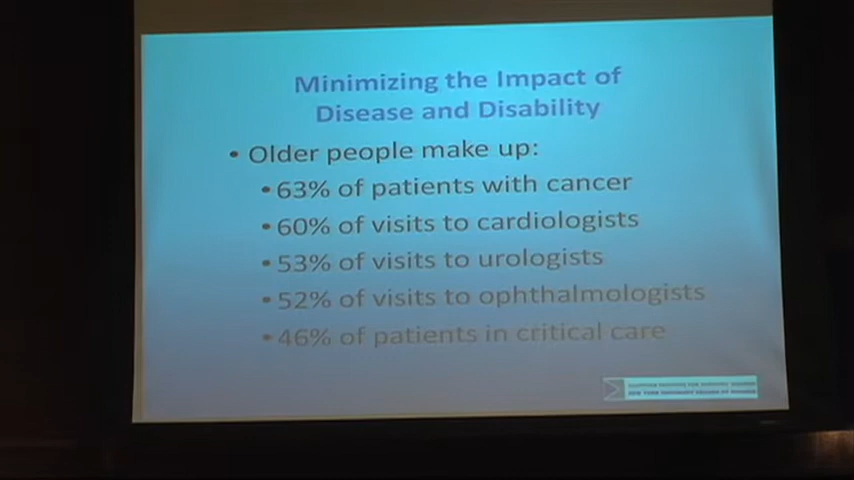 Minimizing the Impact of
Disease and Disability
• Older people make up:
• 63% of patients with cancer
• 60% of visits to cardiologists
• 53% of visits to urologists
• 52% of visits to ophthalmologists
• 46% of patients in critical care